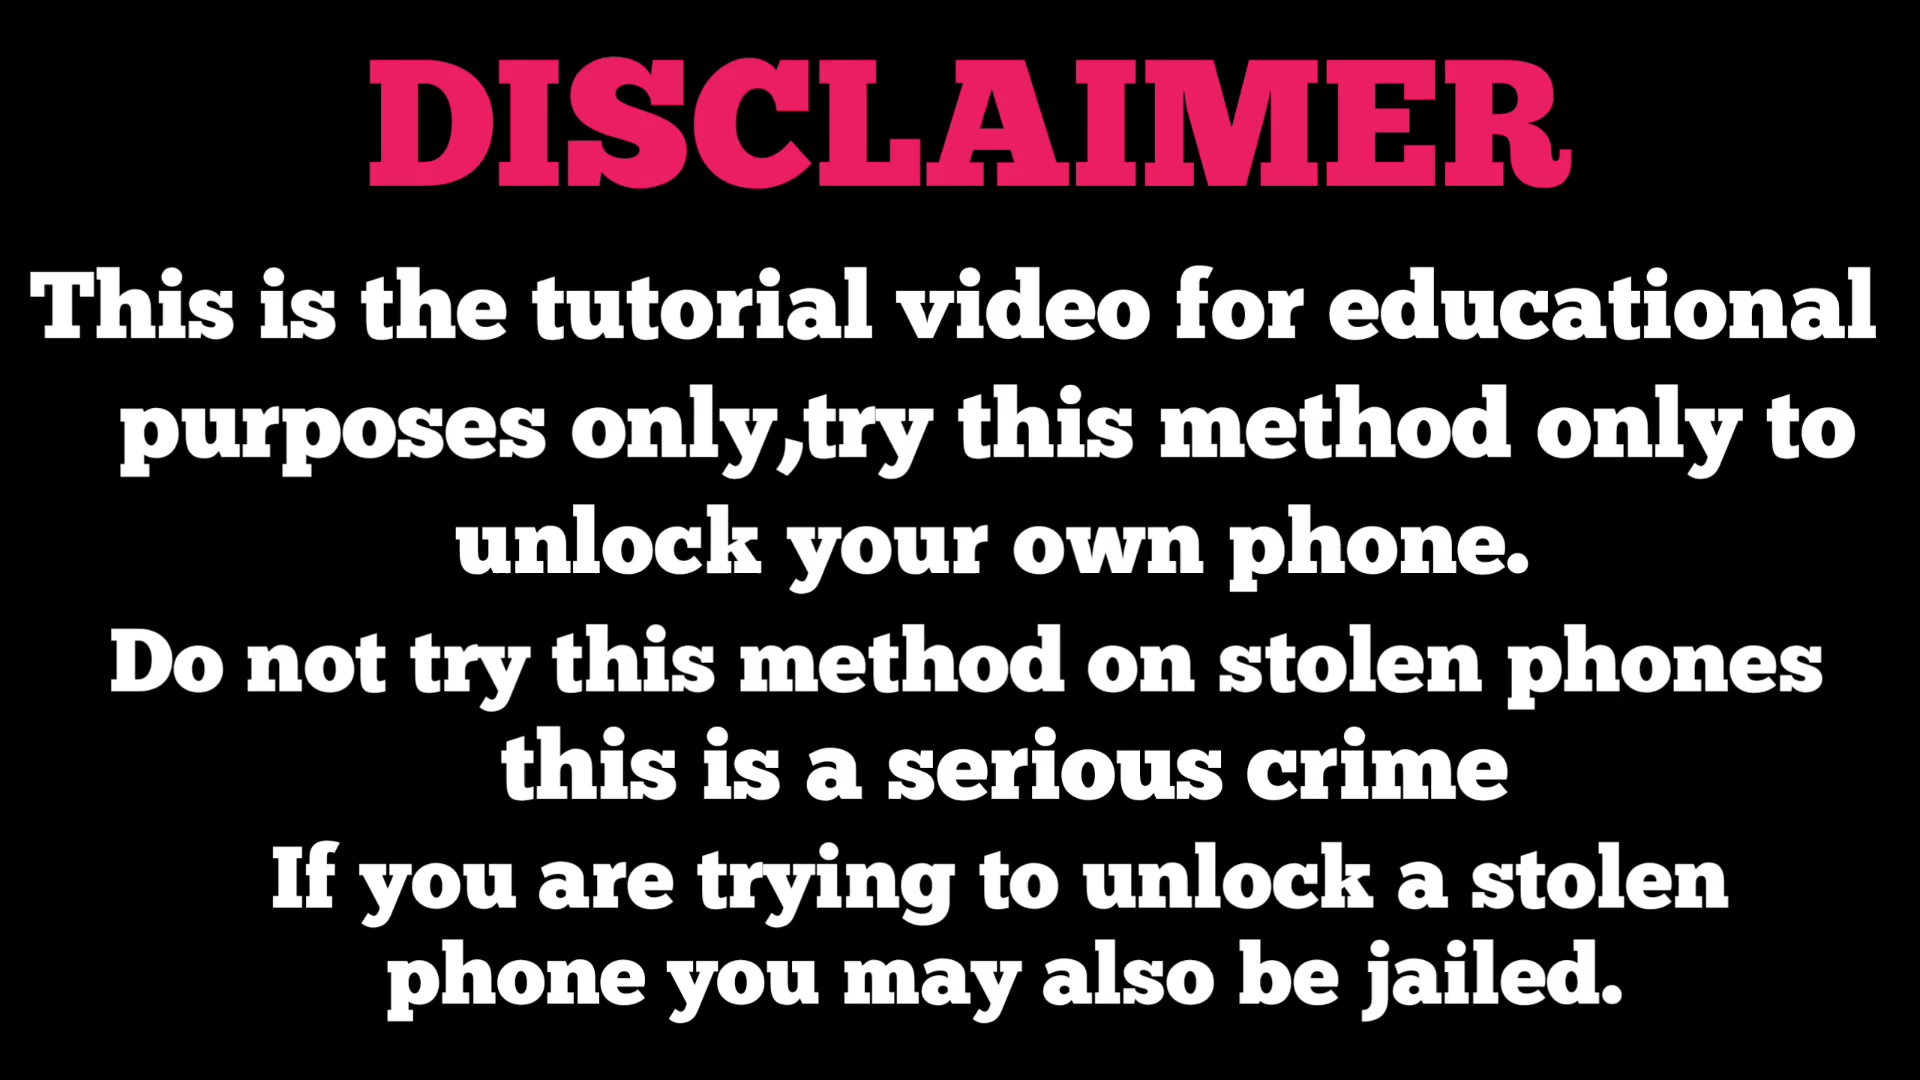 DISCLAIMER
This is the tutorial video for educational
purposes only,try this method only to
unlock your own phone.
Do not try this method on stolen phones
this is a serious crime
If you are trying to unlock a stolen
phone you may also be jailed.